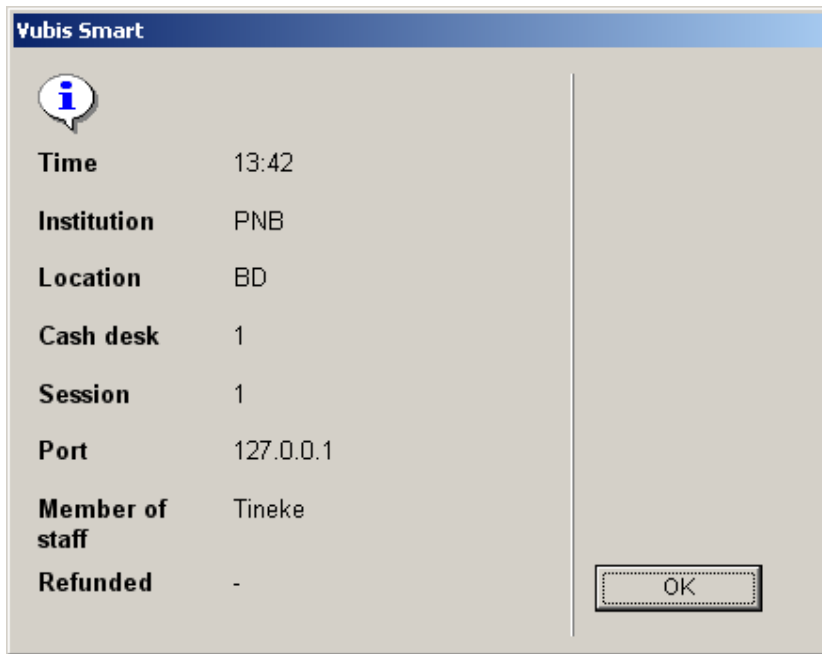 Vubis Smart
i
Time 13:42
Institution PNB
Location BD
Cash desk 1
Session 1
Port 127.0.0.1
Member of Tineke
staff
Refunded -
OK